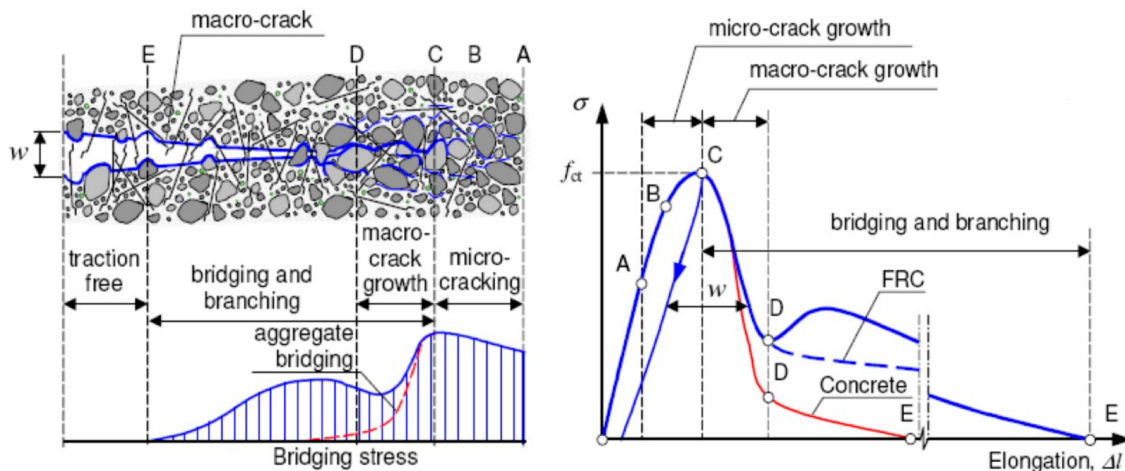 macro-crack
E
D
C
B
A
w
traction
free
bridging and
branching
macro-
crack
growth
micro-
cracking
aggregate
bridging
Bridging stress
micro-crack growth
macro-crack growth
σ
C
f ct
B
bridging and branching
A
FRC
w
D
D
Concrete
E
E
Elongation, Δl